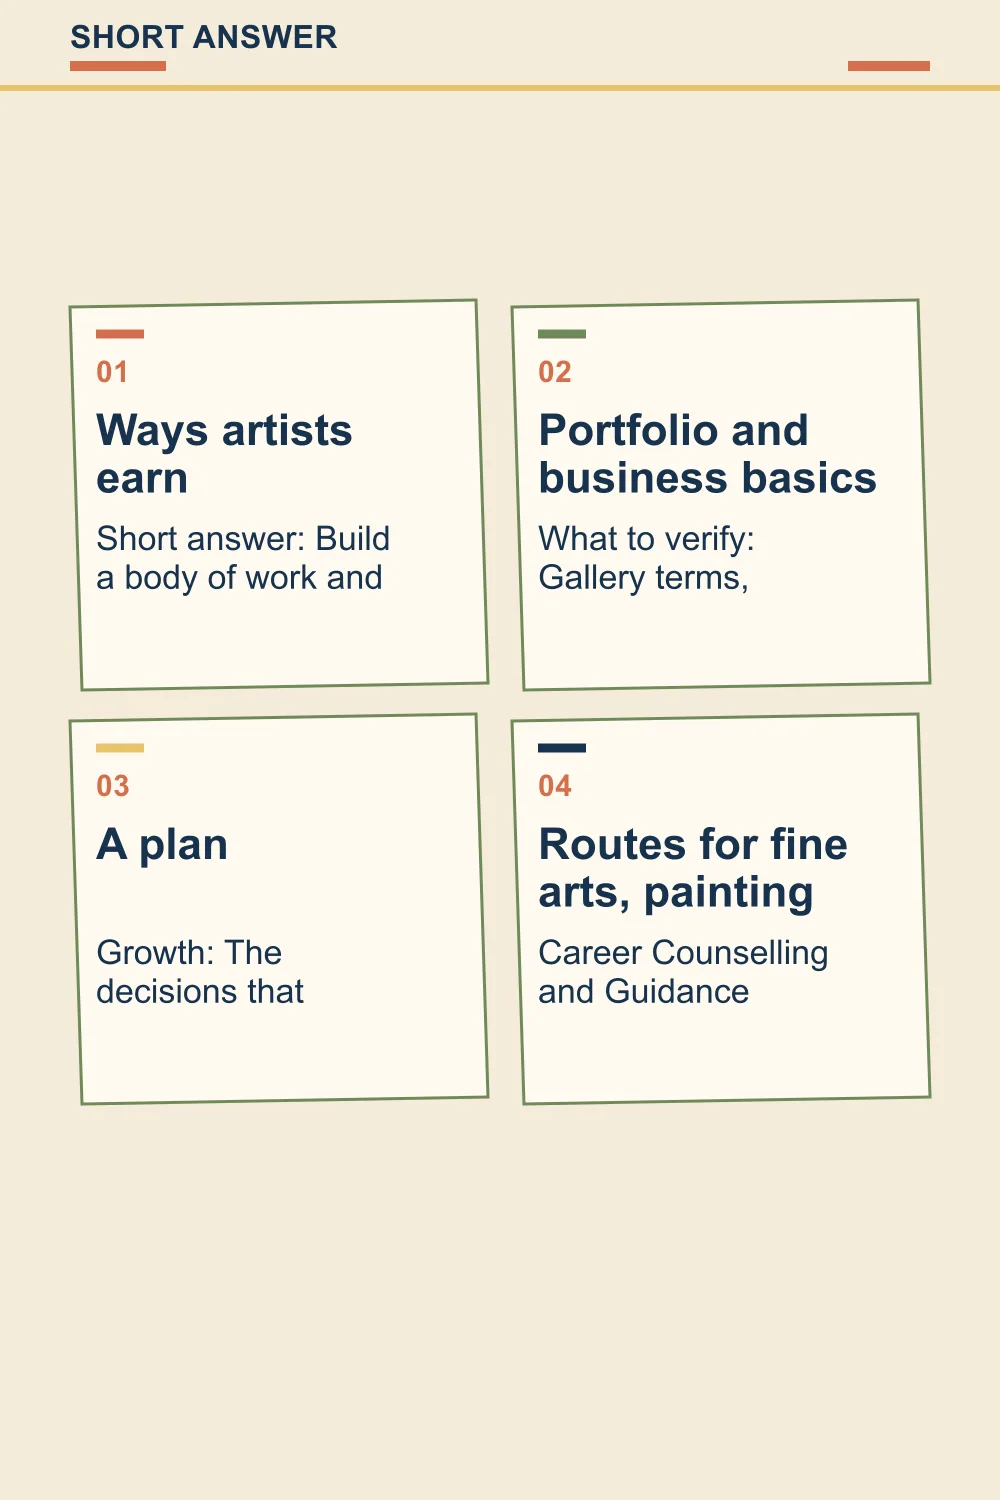 SHORT ANSWER
01
Ways artists
earn
Short answer: Build
a body of work and
02
Portfolio and
business basics
What to verify:
Gallery terms,
03
A plan
Growth: The
decisions that
04
Routes for fine
arts, painting
Career Counselling
and Guidance